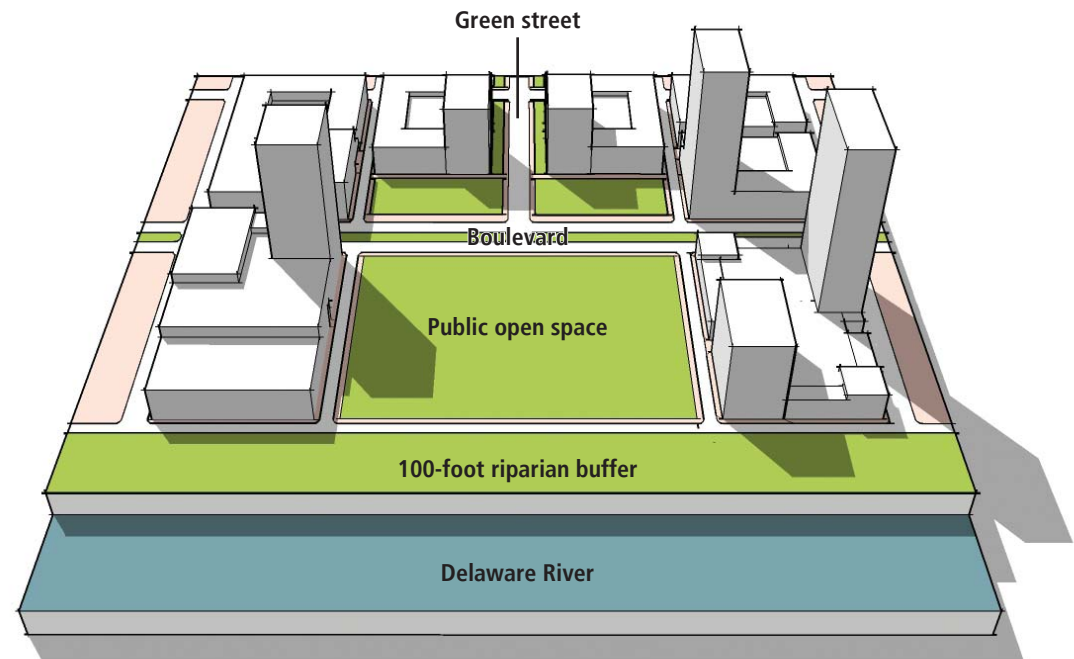 Green street
Boulevard
Public open space
100-foot riparian buffer
Delaware River